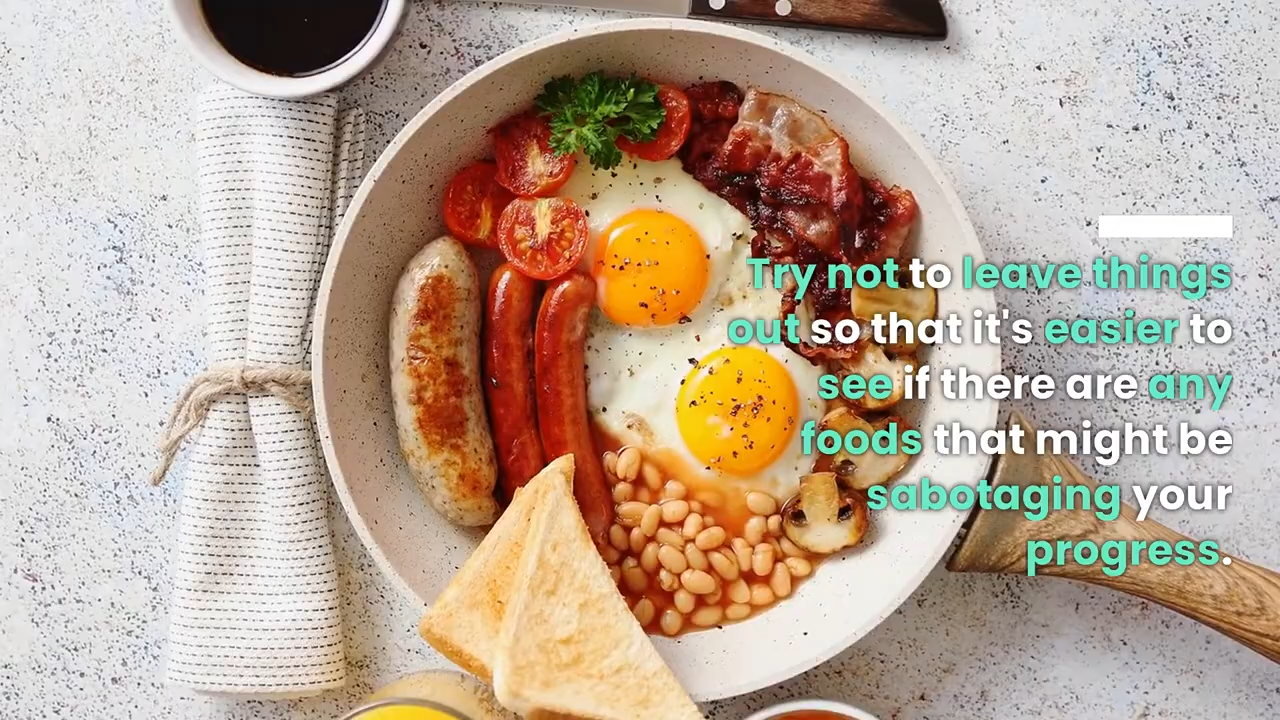 Try not to leave things
out so that it's easier to
see if there are any
foods that might be
sabotaging your
progress.